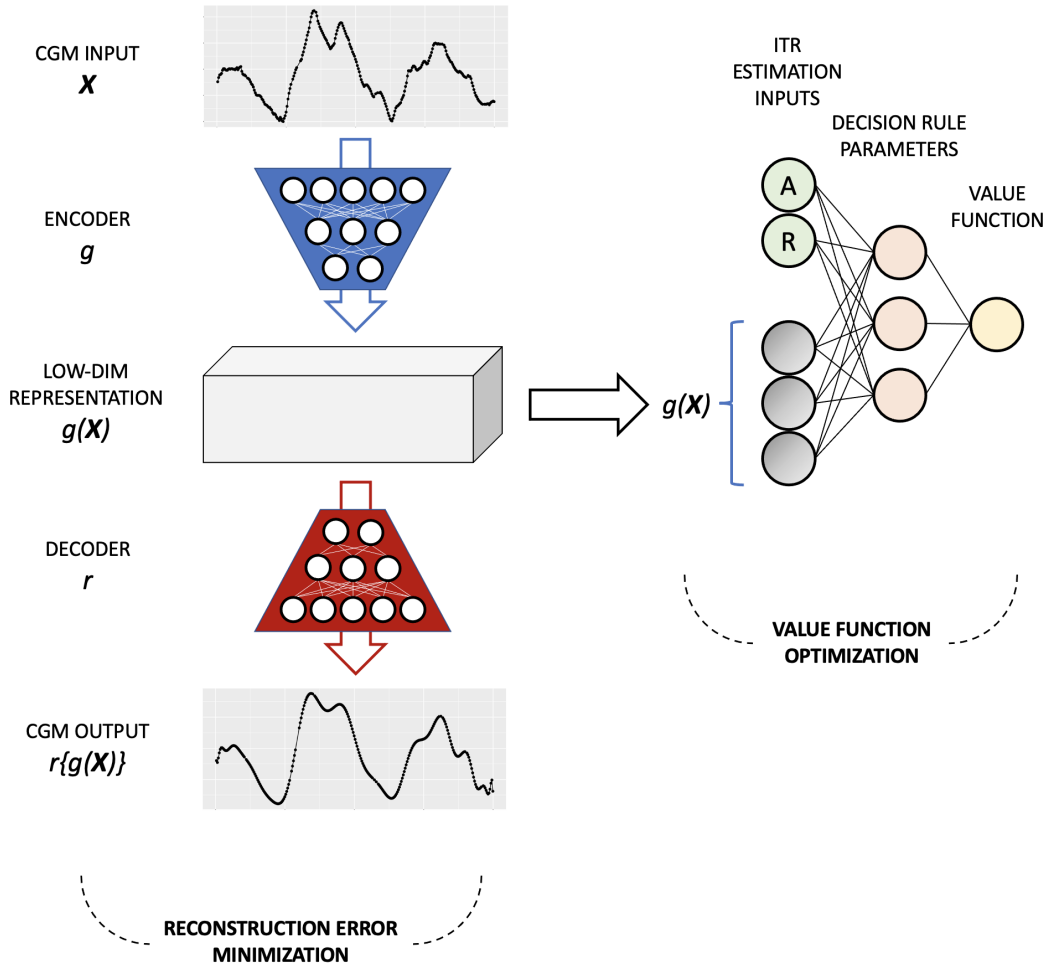 CGM INPUT
X
ENCODER
g
LOW-DIM
REPRESENTATION
g(X)
DECODER
r
CGM OUTPUT
r{g(X)}
RECONSTRUCTION ERROR
MINIMIZATION
ITR
ESTIMATION
INPUTS
DECISION RULE
PARAMETERS
VALUE
FUNCTION
A
R
g(X)
VALUE FUNCTION
OPTIMIZATION